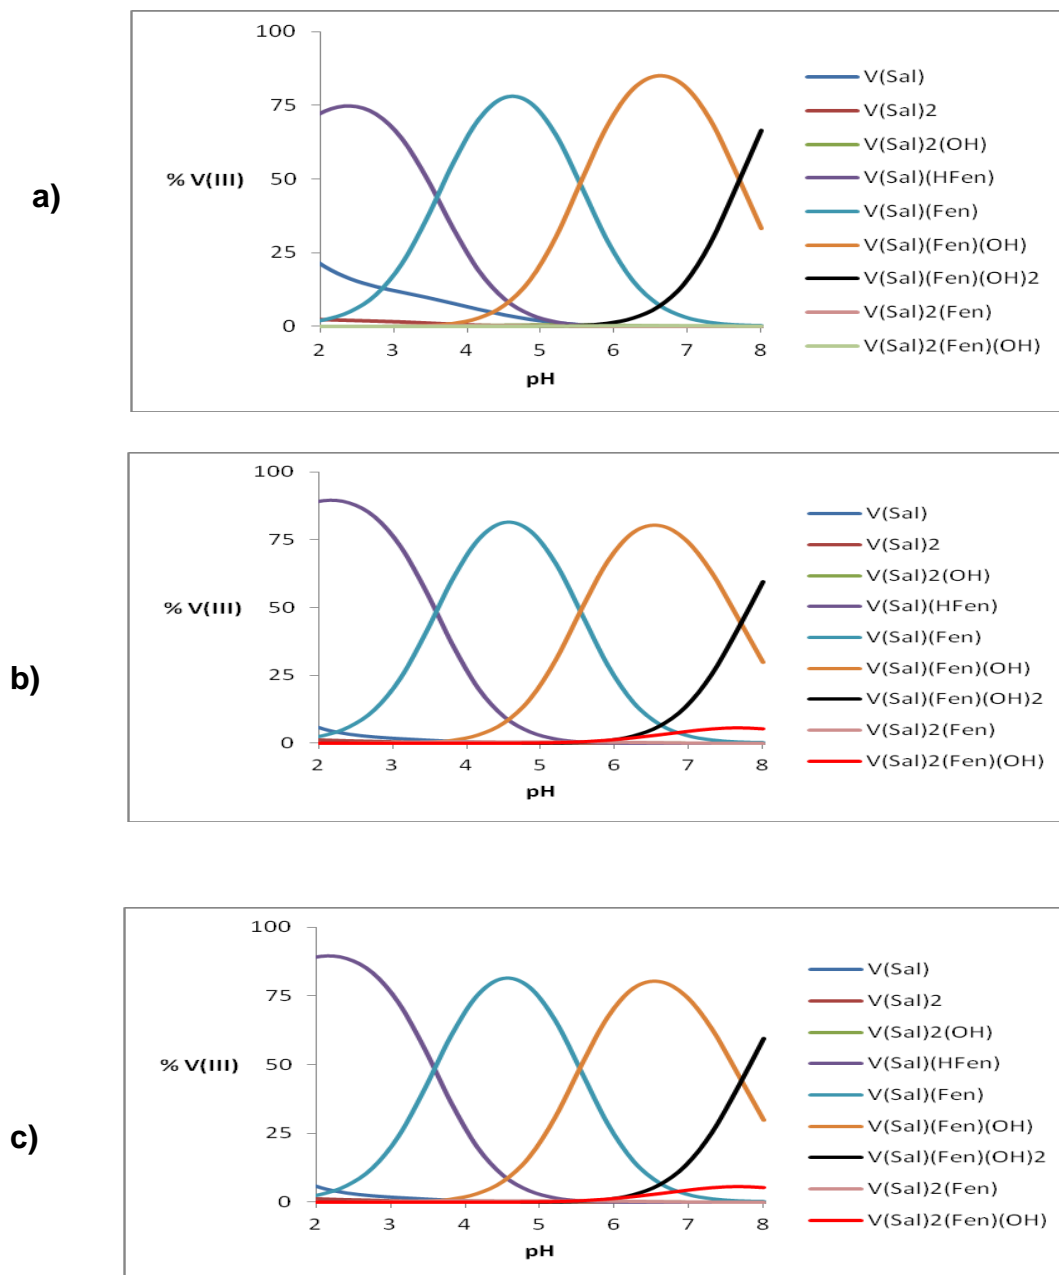 a)
% V(III)
100
75
50
25
0
2 3 4 5 6 7 8
pH
V(Sal)
V(Sal)2
V(Sal)2(OH)
V(Sal)(HFen)
V(Sal)(Fen)
V(Sal)(Fen)(OH)
V(Sal)(Fen)(OH)2
V(Sal)2(Fen)
V(Sal)2(Fen)(OH)
b)
% V(III)
100
75
50
25
0
2 3 4 5 6 7 8
pH
V(Sal)
V(Sal)2
V(Sal)2(OH)
V(Sal)(HFen)
V(Sal)(Fen)
V(Sal)(Fen)(OH)
V(Sal)(Fen)(OH)2
V(Sal)2(Fen)
V(Sal)2(Fen)(OH)
c)
% V(III)
100
75
50
25
0
2 3 4 5 6 7 8
pH
V(Sal)
V(Sal)2
V(Sal)2(OH)
V(Sal)(HFen)
V(Sal)(Fen)
V(Sal)(Fen)(OH)
V(Sal)(Fen)(OH)2
V(Sal)2(Fen)
V(Sal)2(Fen)(OH)